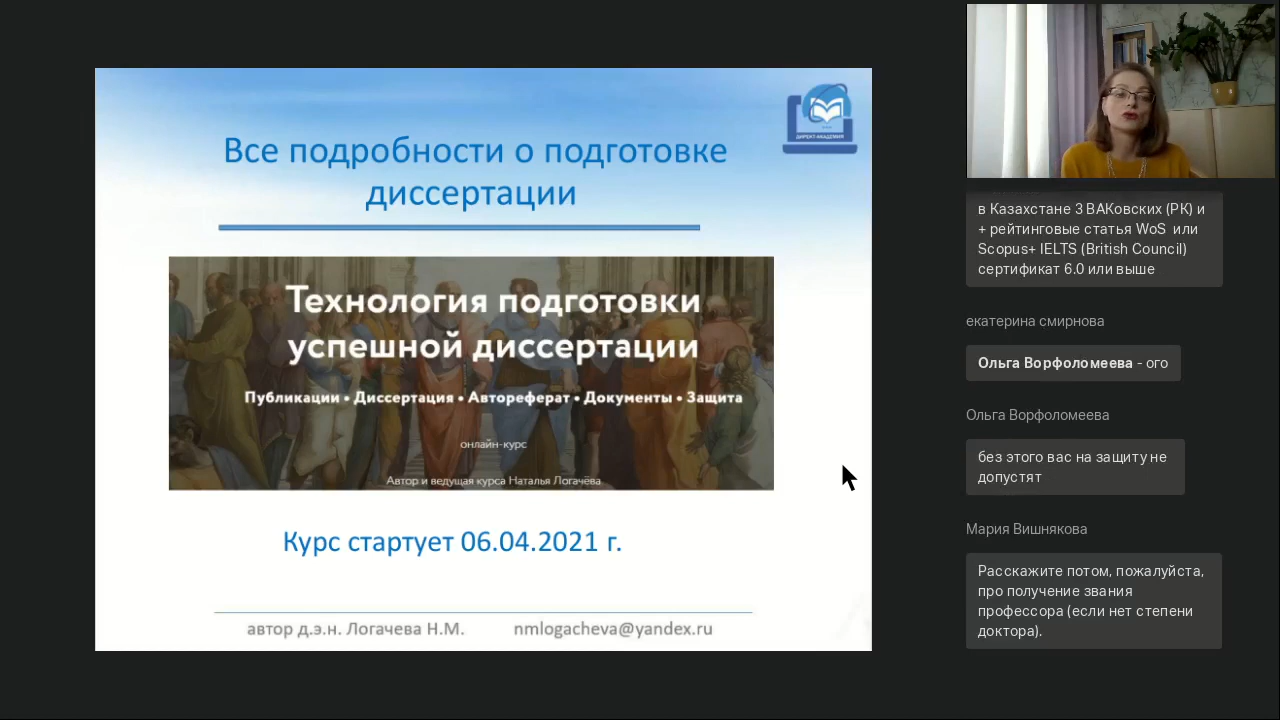 Все подробности о подготовке
диссертации
ДИРЕКТ-АКАДЕМИЯ
Технология подготовки
успешной диссертации
Публикации • Диссертация • Автореферат • Документы • Защита
онлайн-курс
Автор и ведущая курса Наталья Логачёва
Курс стартует 06.04.2021 г.
автор д.э.н. Логачева Н.М. nmlogacheva@yandex.ru
в Казахстане 3 ВАКовских (РК) и
+ рейтинговые статья WoS или
Scopus+ IELTS (British Council)
сертификат 6.0 или выше
екатерина смирнова
Ольга Ворфоломеева - ого
Ольга Ворфоломеева
без этого вас на защиту не
допустят
Мария Вишнякова
Расскажите потом, пожалуйста,
про получение звания
профессора (если нет степени
доктора).